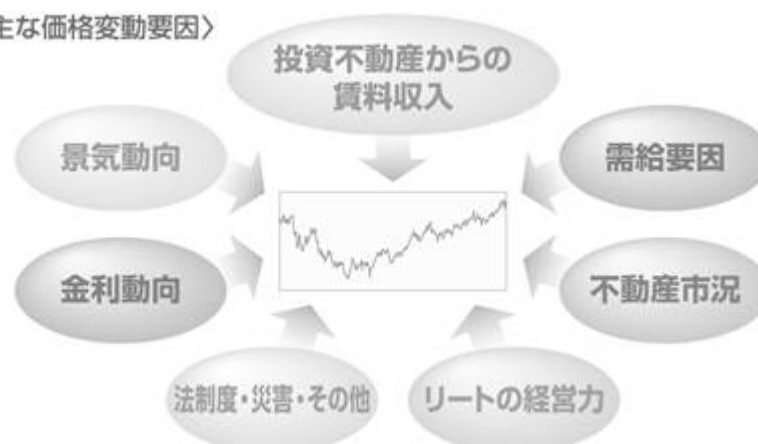 主な価格変動要因〉
投資不動産からの
賃料収入
景気動向
需給要因
金利動向
不動産市況
法制度・災害・その他
リートの経営力